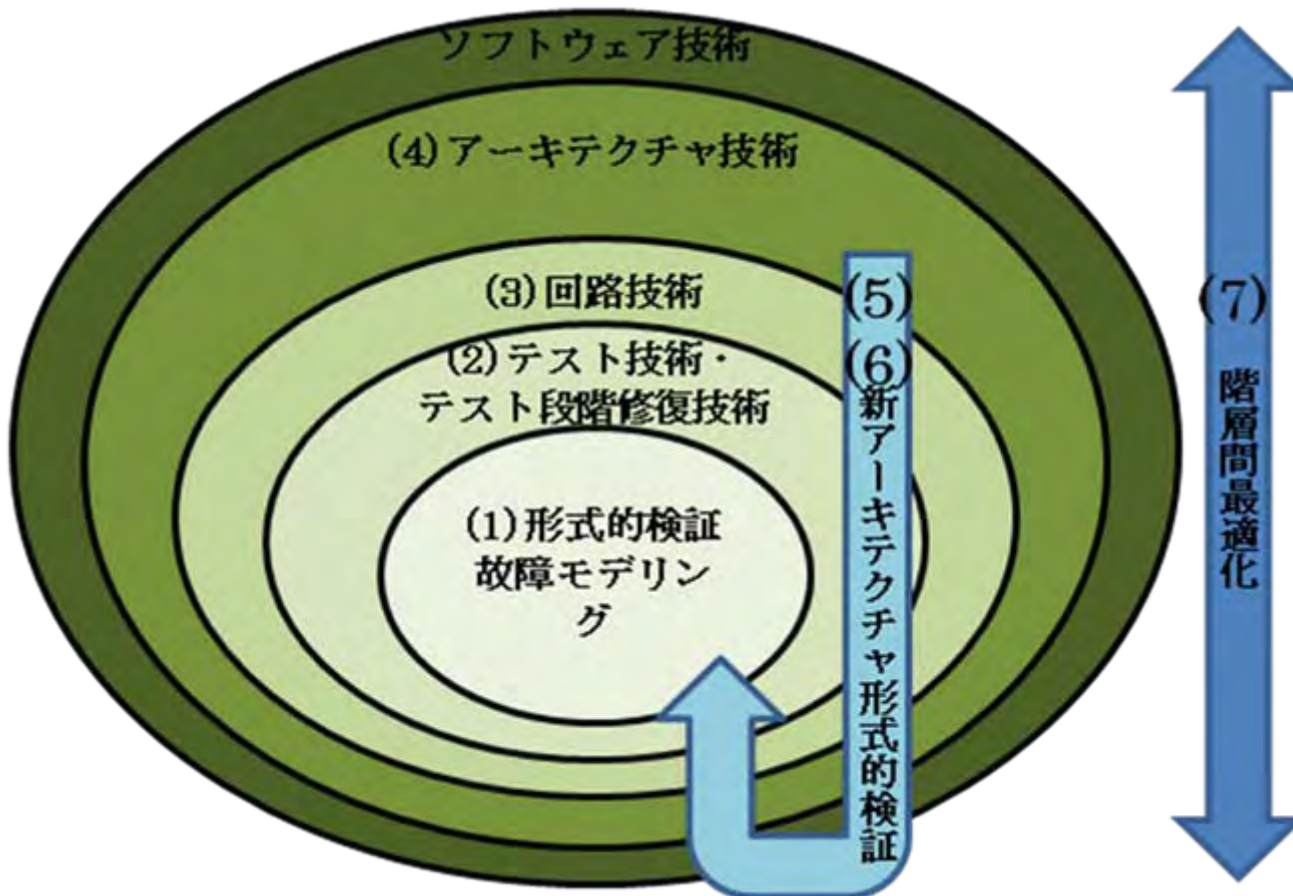 ソフトウェア技術
(4)アーキテクチャ技術
(3)回路技術
(2)テスト技術・
テスト段階修復技術
(1)形式的検証
故障モデリン
グ
(5)
(6)
新アーキテクチャ形式的検証
(7)
階層間最適化